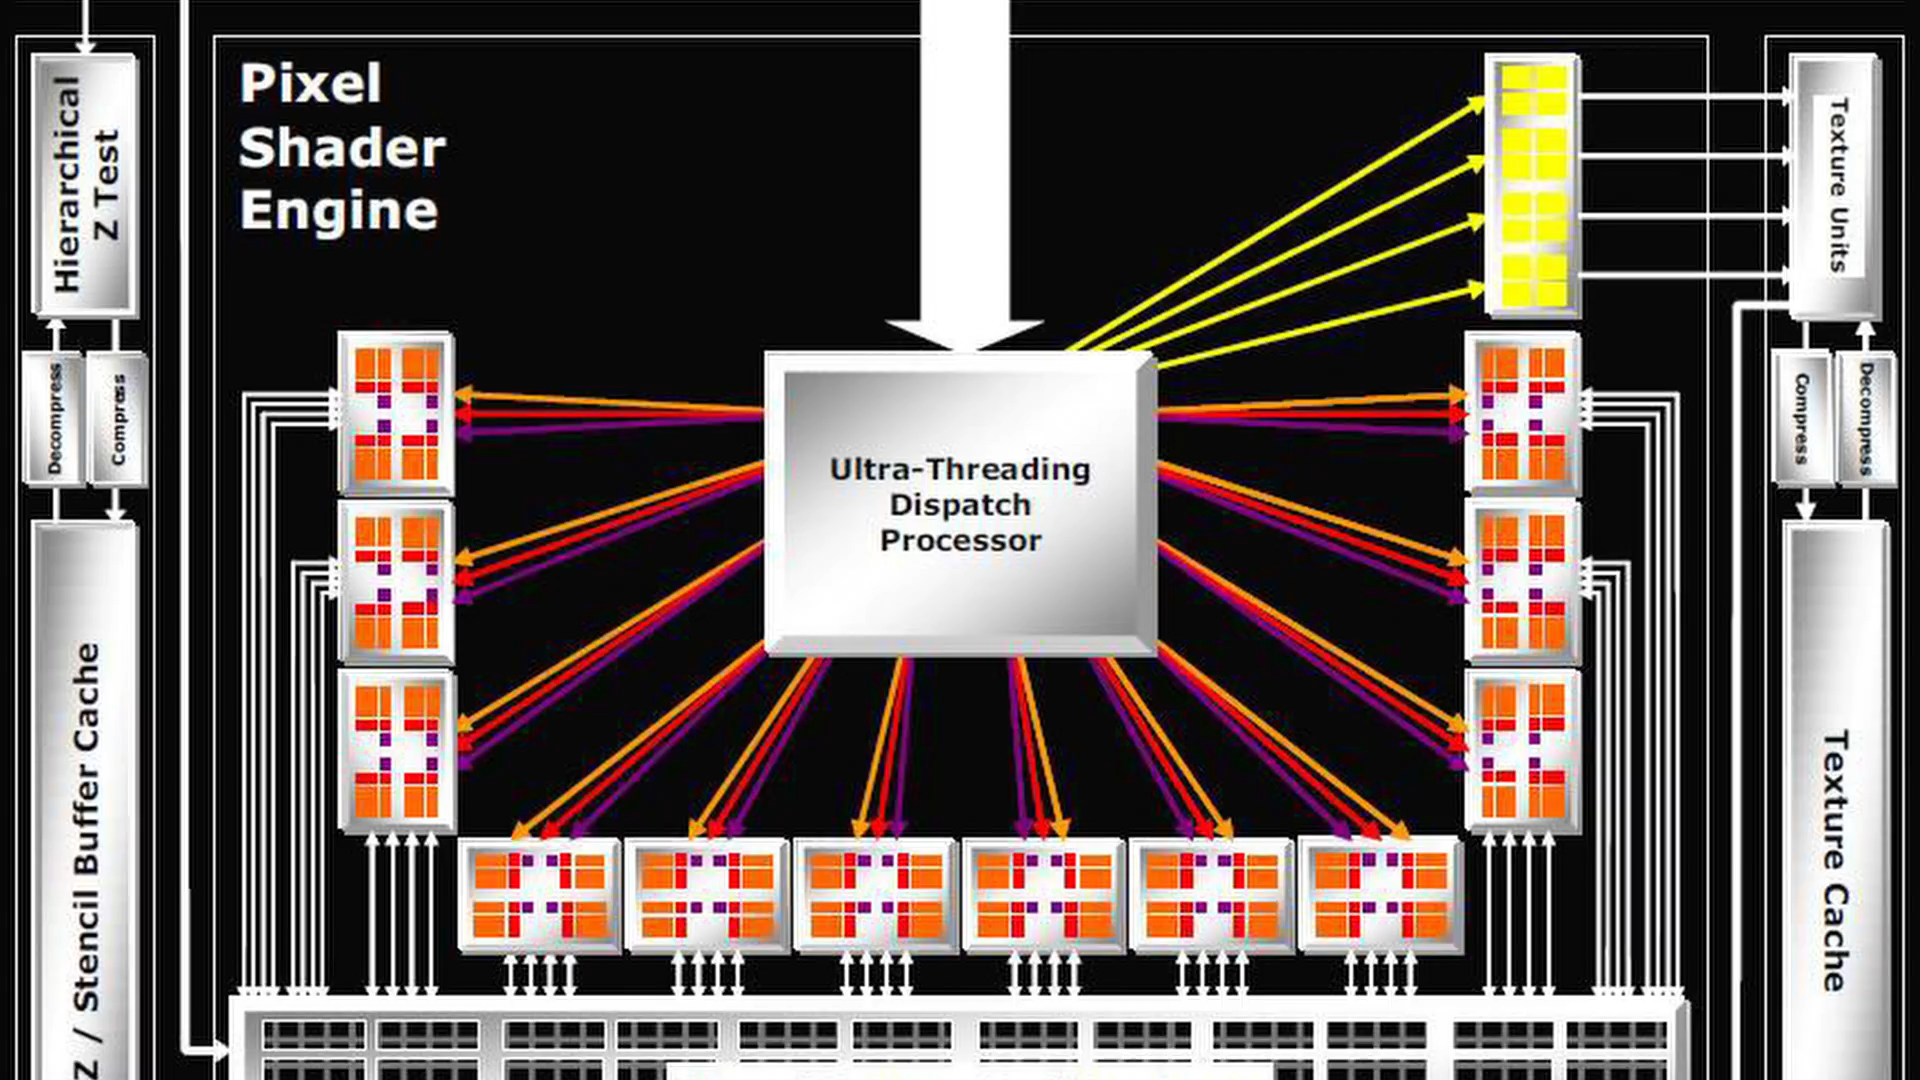 Pixel
Shader
Engine
Hierarchical
Z Test
Decompress
Compress
Z / Stencil Buffer Cache
Ultra-Threading
Dispatch
Processor
Texture Units
Compress
Decompress
Texture Cache